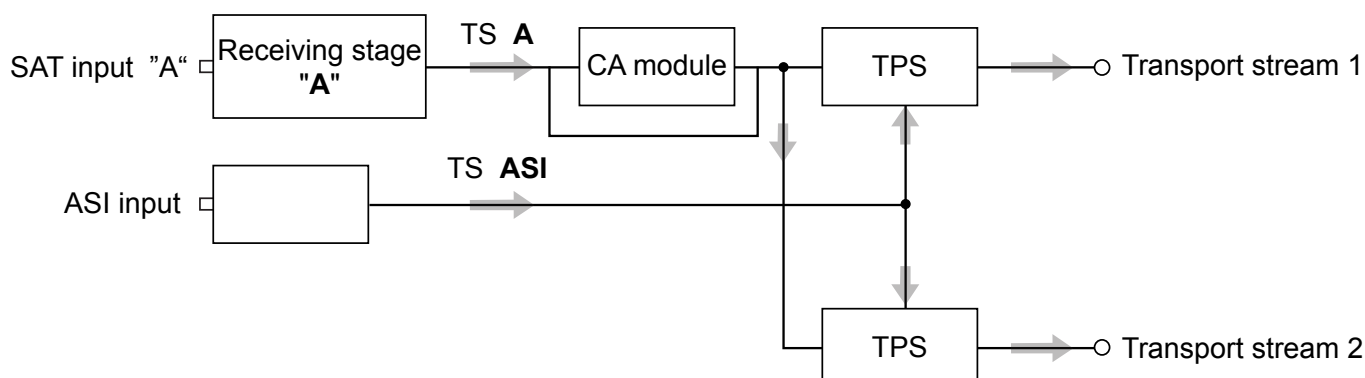 TS A
SAT input ”A“
Receiving stage
"A"
CA module
TPS
Transport stream 1
TS ASI
ASI input
TPS
Transport stream 2